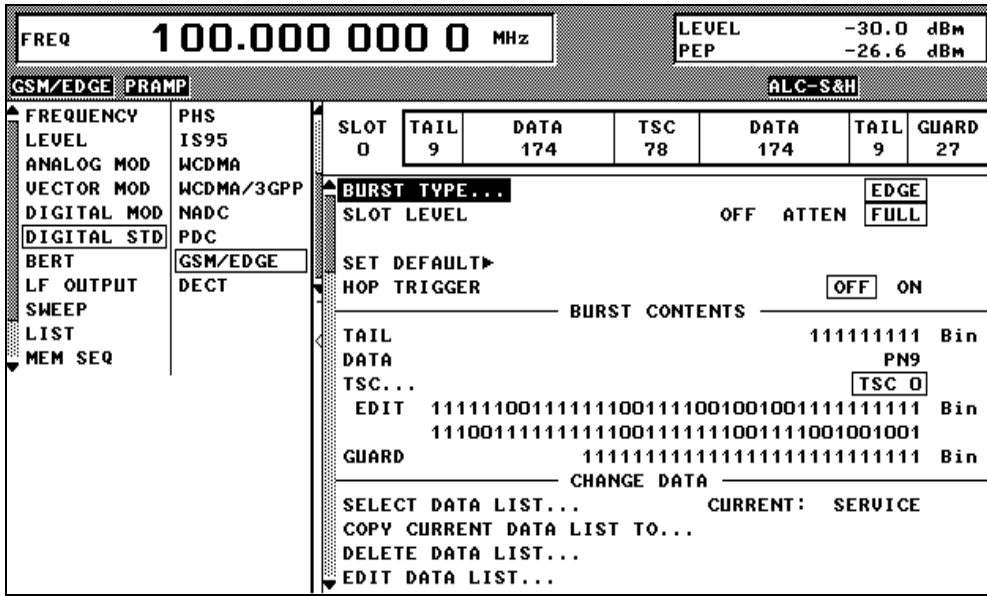 FREQ 100.000 000 0 MHz
LEVEL -30.0 dBm
PEP -26.6 dBm
GSM/EDGE PRAMP ALC-S&H
FREQUENCY
LEVEL
ANALOG MOD
VECTOR MOD
DIGITAL MOD
DIGITAL STD
BERT
LF OUTPUT
SWEEP
LIST
MEM SEQ
PHS
IS95
WCDMA
WCDMA/3GPP
NADC
PDC
GSM/EDGE
DECT
SLOT TAIL DATA TSC DATA TAIL GUARD
0 9 174 78 174 9 27
BURST TYPE... EDGE
SLOT LEVEL OFF ATTEN FULL
SET DEFAULT▶
HOP TRIGGER OFF ON
BURST CONTENTS
TAIL 111111111 Bin
DATA PN9
TSC... TSC 0
EDIT 111111001111111001111001001001111111111 Bin
111001111111111001111111001111001001001
GUARD 111111111111111111111111111 Bin
CHANGE DATA
SELECT DATA LIST... CURRENT: SERVICE
COPY CURRENT DATA LIST TO...
DELETE DATA LIST...
EDIT DATA LIST...